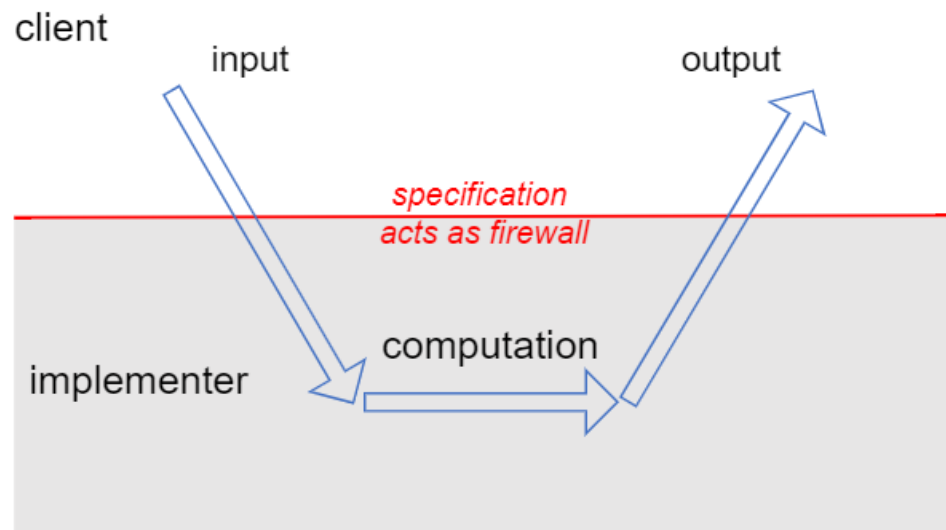 client
input
output
specification
acts as firewall
computation
implementer